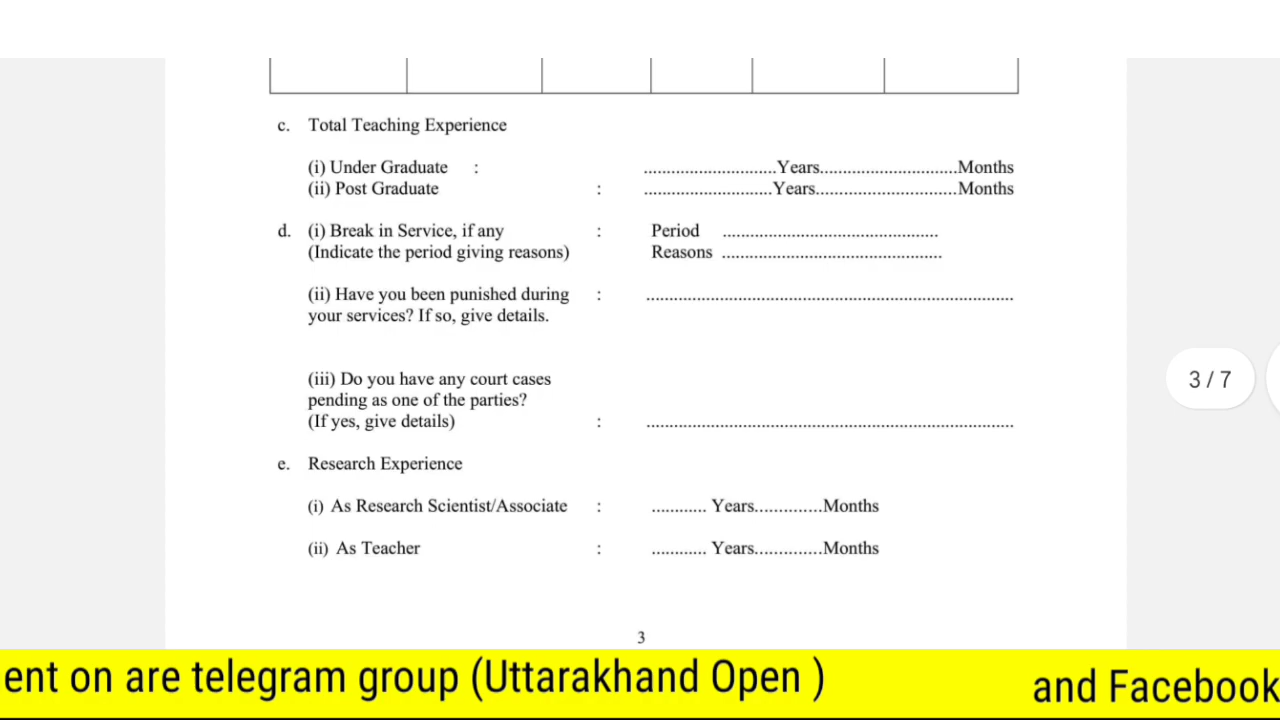 c. Total Teaching Experience
(i) Under Graduate : .............................Years..............................Months
(ii) Post Graduate : ............................Years...............................Months
d. (i) Break in Service, if any : Period ...............................................
(Indicate the period giving reasons) Reasons ................................................
(ii) Have you been punished during : ................................................................................
your services? If so, give details.
(iii) Do you have any court cases
pending as one of the parties?
(If yes, give details) : ................................................................................
e. Research Experience
(i) As Research Scientist/Associate : ............ Years...............Months
(ii) As Teacher : ............ Years...............Months
3 / 7
3
ent on are telegram group (Uttarakhand Open ) and Facebook